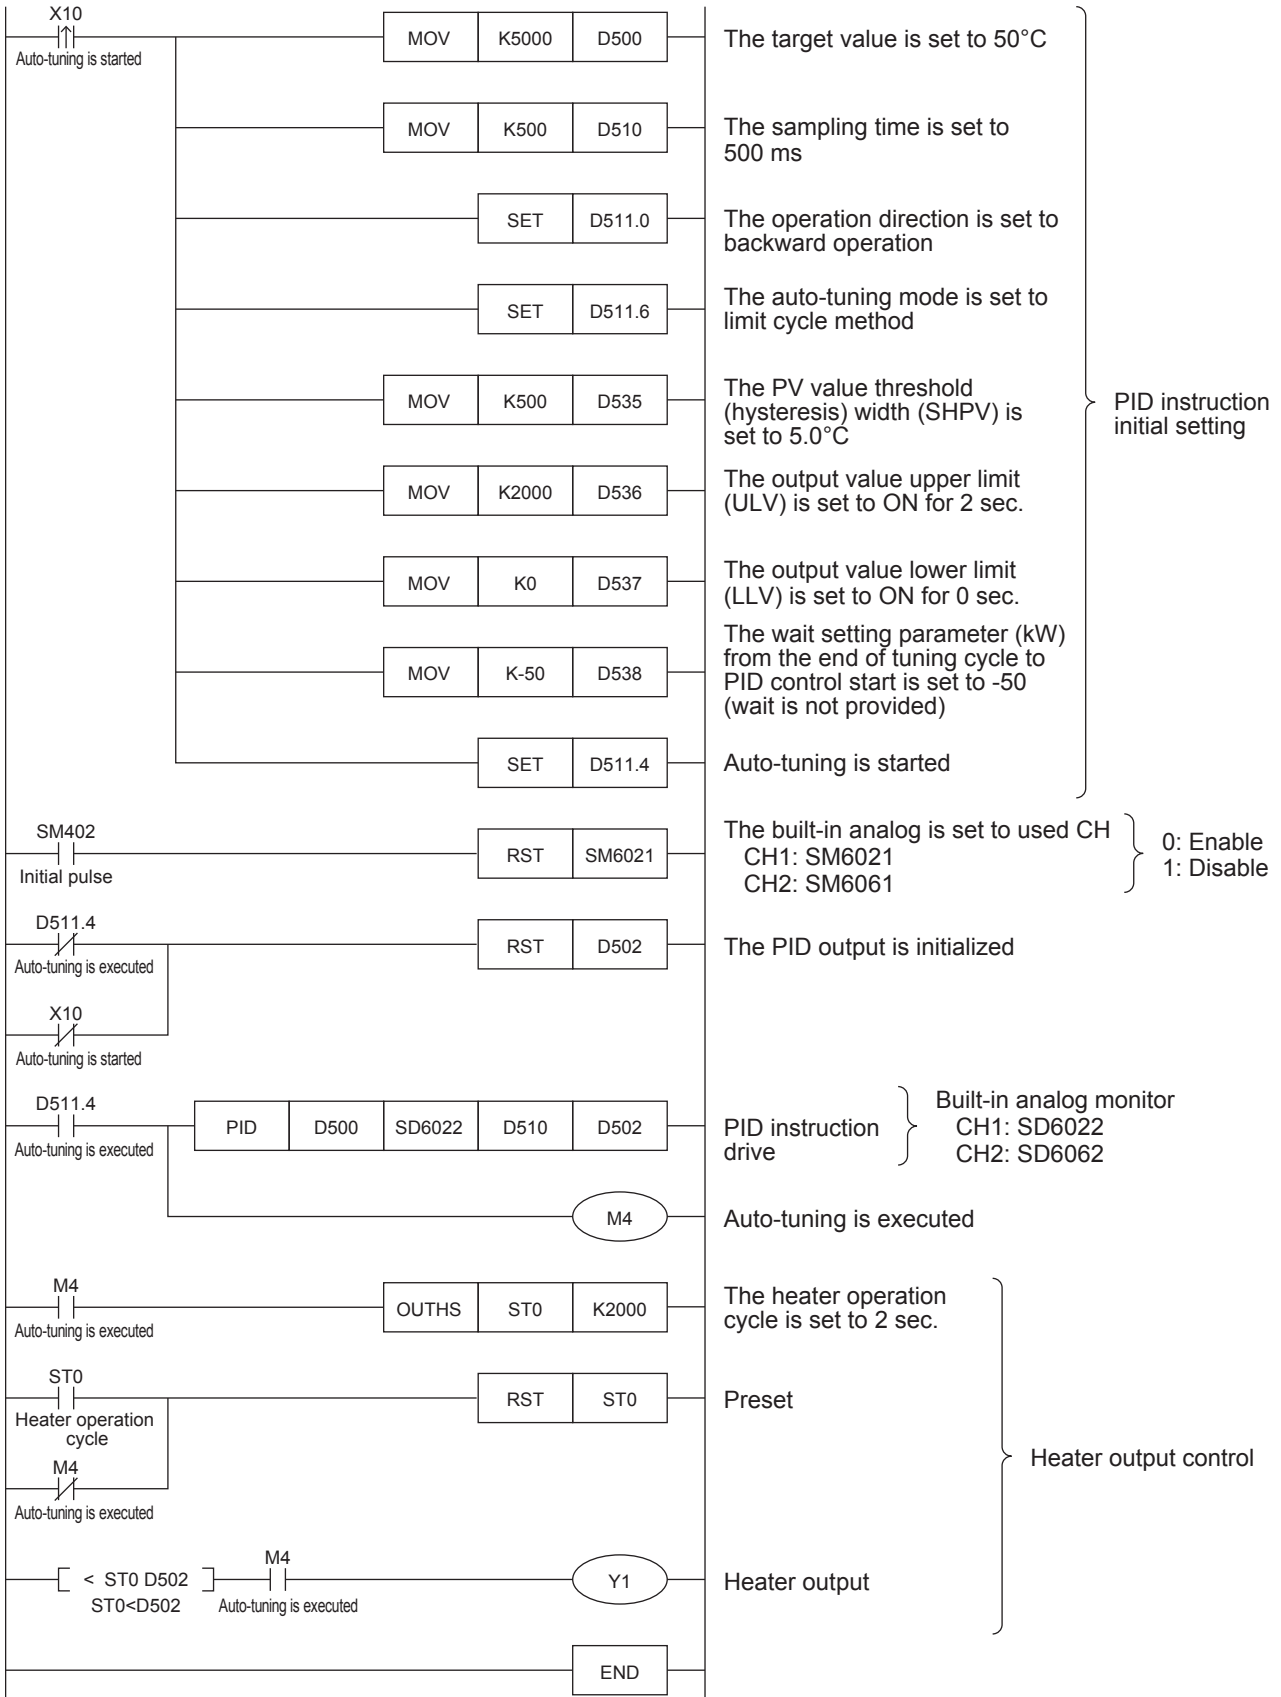 X10
Auto-tuning is started
MOV K5000 D500
The target value is set to 50°C
MOV K500 D510
The sampling time is set to
500 ms
SET D511.0
The operation direction is set to
backward operation
SET D511.6
The auto-tuning mode is set to
limit cycle method
MOV K500 D535
The PV value threshold
(hysteresis) width (SHPV) is
set to 5.0°C
PID instruction
initial setting
MOV K2000 D536
The output value upper limit
(ULV) is set to ON for 2 sec.
MOV K0 D537
The output value lower limit
(LLV) is set to ON for 0 sec.
MOV K-50 D538
The wait setting parameter (kW)
from the end of tuning cycle to
PID control start is set to -50
(wait is not provided)
SET D511.4
Auto-tuning is started
SM402
Initial pulse
RST SM6021
The built-in analog is set to used CH
CH1: SM6021
CH2: SM6061
0: Enable
1: Disable
D511.4
Auto-tuning is executed
RST D502
The PID output is initialized
X10
Auto-tuning is started
D511.4
Auto-tuning is executed
PID D500 SD6022 D510 D502
PID instruction
drive
Built-in analog monitor
CH1: SD6022
CH2: SD6062
M4
Auto-tuning is executed
M4
Auto-tuning is executed
OUTHS ST0 K2000
The heater operation
cycle is set to 2 sec.
ST0
Heater operation
cycle
RST ST0
Preset
M4
Auto-tuning is executed
Heater output control
< ST0 D502
ST0<D502
M4
Auto-tuning is executed
Y1
Heater output
END